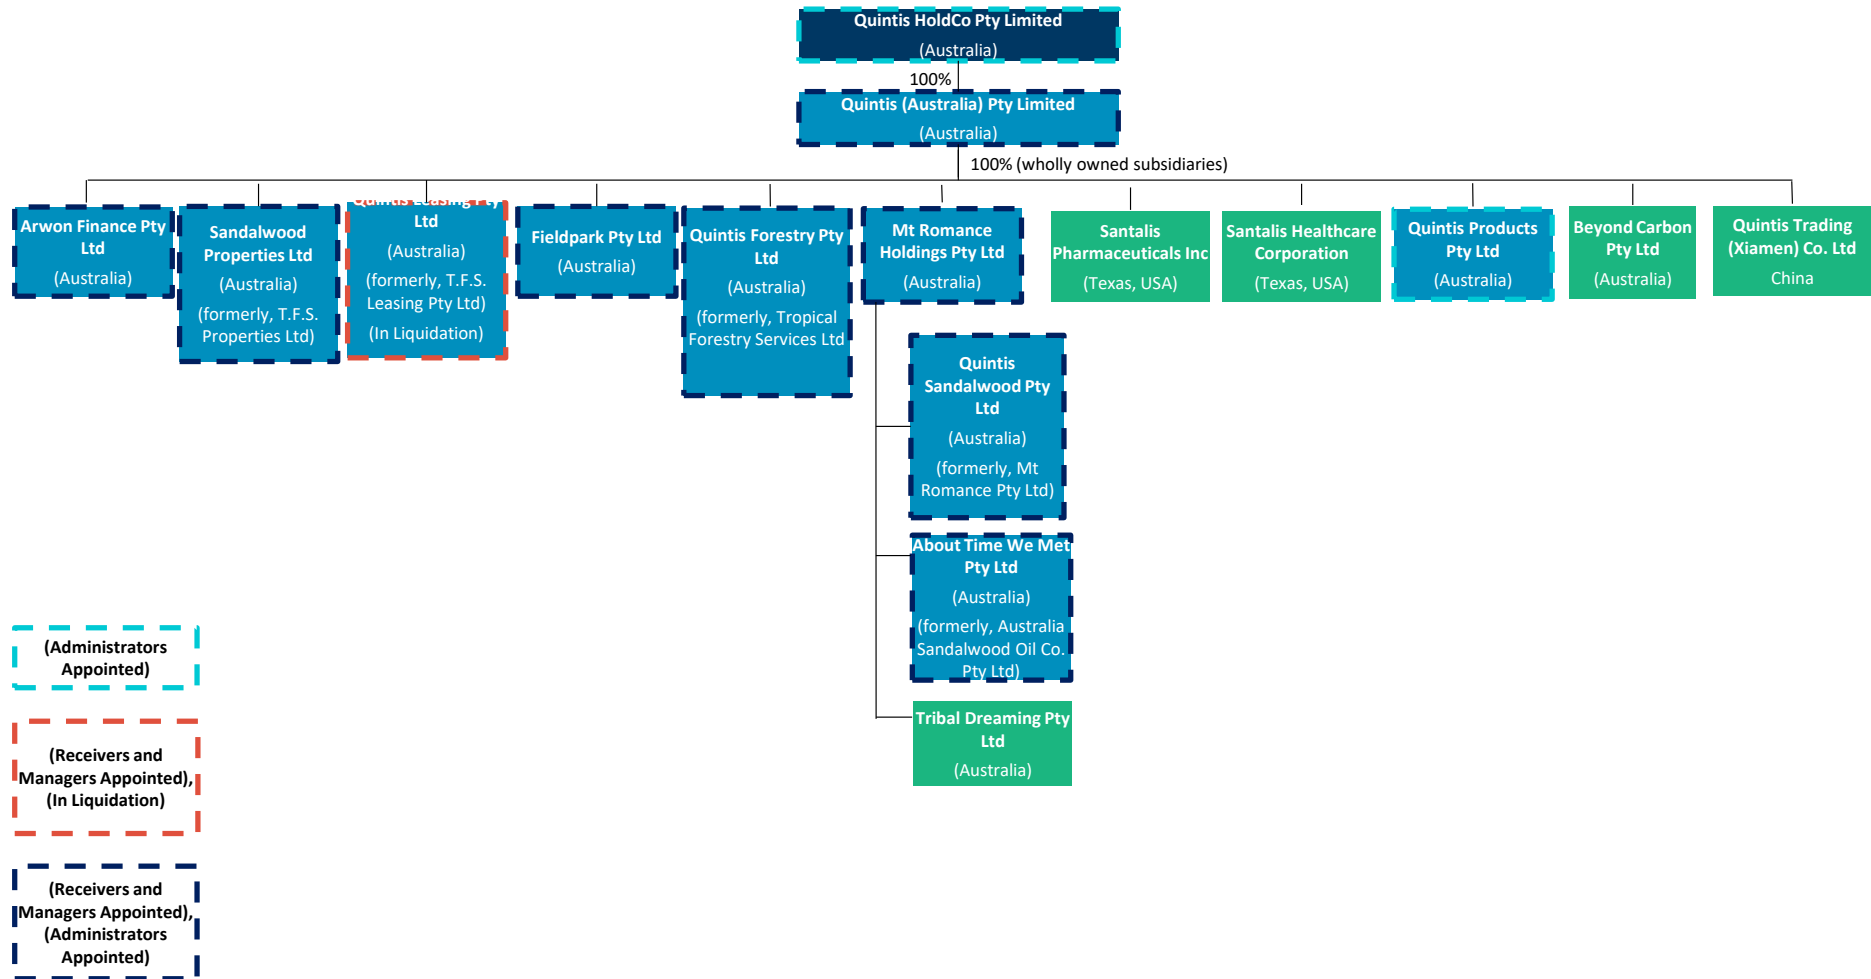 Quintis HoldCo Pty Limited
(Australia)
100%
Quintis (Australia) Pty Limited
(Australia)
100% (wholly owned subsidiaries)
Arwon Finance Pty
Ltd
(Australia)
Sandalwood
Properties Ltd
(Australia)
(formerly, T.F.S.
Properties Ltd)
Quintis Leasing Pty
Ltd
(Australia)
(formerly, T.F.S.
Leasing Pty Ltd)
(In Liquidation)
Fieldpark Pty Ltd
(Australia)
Quintis Forestry Pty
Ltd
(Australia)
(formerly, Tropical
Forestry Services Ltd
Mt Romance
Holdings Pty Ltd
(Australia)
Santalis
Pharmaceuticals Inc
(Texas, USA)
Santalis Healthcare
Corporation
(Texas, USA)
Quintis Products
Pty Ltd
(Australia)
Beyond Carbon
Pty Ltd
(Australia)
Quintis Trading
(Xiamen) Co. Ltd
China
Quintis
Sandalwood Pty
Ltd
(Australia)
(formerly, Mt
Romance Pty Ltd)
About Time We Met
Pty Ltd
(Australia)
(formerly, Australia
Sandalwood Oil Co.
Pty Ltd)
Tribal Dreaming Pty
Ltd
(Australia)
(Administrators
Appointed)
(Receivers and
Managers Appointed),
(In Liquidation)
(Receivers and
Managers Appointed),
(Administrators
Appointed)